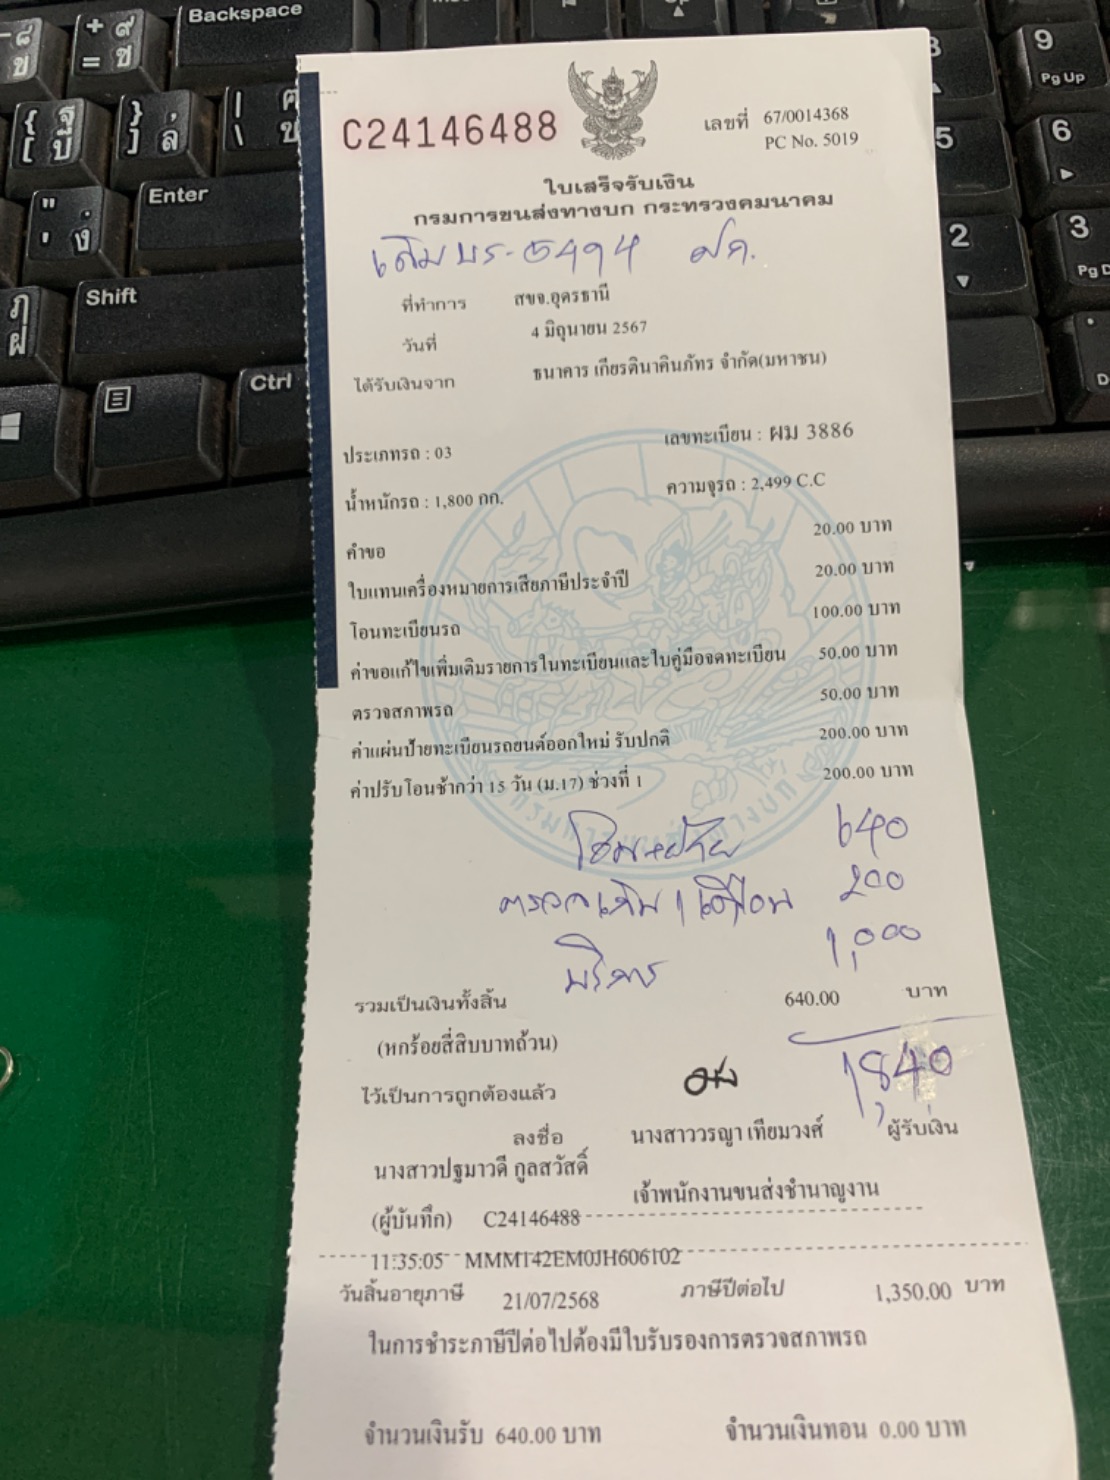 Backspace
Enter
Shift
Ctrl
9
Pg Up
6
5
3
2
C24146488
เลขที่ 67/0014368
PC No. 5019
ใบเสร็จรับเงิน
กรมการขนส่งทางบก กระทรวงคมนาคม
ที่ทำการ สขจ.อุดรธานี
วันที่ 4 มิถุนายน 2567
ได้รับเงินจาก ธนาคาร เกียรตินาคินภัทร จำกัด(มหาชน)
ประเภทรถ : 03 เลขทะเบียน : ผม 3886
น้ำหนักรถ : 1,800 กก. ความจุรถ : 2,499 C.C
คำขอ 20.00 บาท
ใบแทนเครื่องหมายการเสียภาษีประจำปี 20.00 บาท
โอนทะเบียนรถ 100.00 บาท
ค่าขอแก้ไขเพิ่มเติมรายการในทะเบียนและใบคู่มือจดทะเบียน 50.00 บาท
ตรวจสภาพรถ 50.00 บาท
ค่าแผ่นป้ายทะเบียนรถยนต์ออกใหม่ รับปกติ 200.00 บาท
ค่าปรับโอนช้ากว่า 15 วัน (ม.17) ช่วงที่ 1 200.00 บาท
640
200
บริการ 1,000
รวมเป็นเงินทั้งสิ้น 640.00 บาท
(หกร้อยสี่สิบบาทถ้วน)
1,840
ไว้เป็นการถูกต้องแล้ว
ลงชื่อ นางสาววรญา เทียมวงศ์ ผู้รับเงิน
นางสาวปฐมาวดี กูลสวัสดิ์
เจ้าพนักงานขนส่งชำนาญงาน
(ผู้บันทึก) C24146488
11:35:05 MMM142EM0JH606102
วันสิ้นอายุภาษี 21/07/2568 ภาษีปีต่อไป 1,350.00 บาท
ในการชำระภาษีปีต่อไปต้องมีใบรับรองการตรวจสภาพรถ
จำนวนเงินรับ 640.00 บาท จำนวนเงินทอน 0.00 บาท